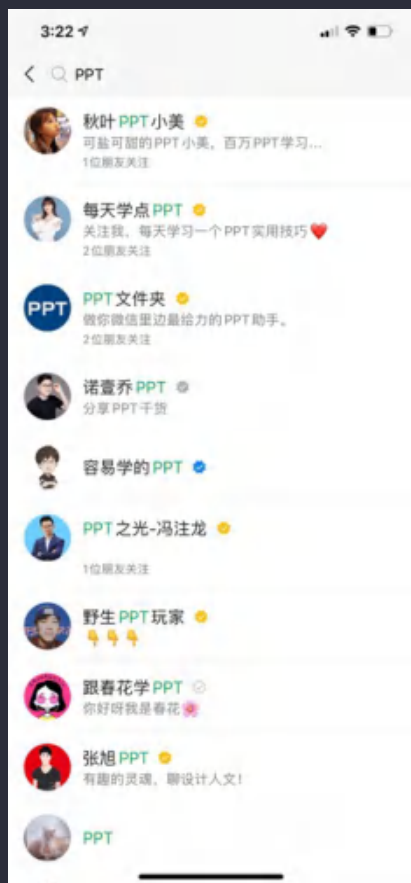 3:22
PPT
秋叶PPT小美
可盐可甜的PPT小美，百万PPT学习...
1位朋友关注
每天学点PPT
关注我，每天学习一个PPT实用技巧❤️
2位朋友关注
PPT
PPT文件夹
做你微信里边最给力的PPT助手。
2位朋友关注
诺壹乔PPT
分享PPT干货
容易学的PPT
PPT之光-冯注龙
1位朋友关注
野生PPT玩家
👇👇👇
跟春花学PPT
你好呀我是春花🌸
张旭PPT
有趣的灵魂，聊设计人文！
PPT